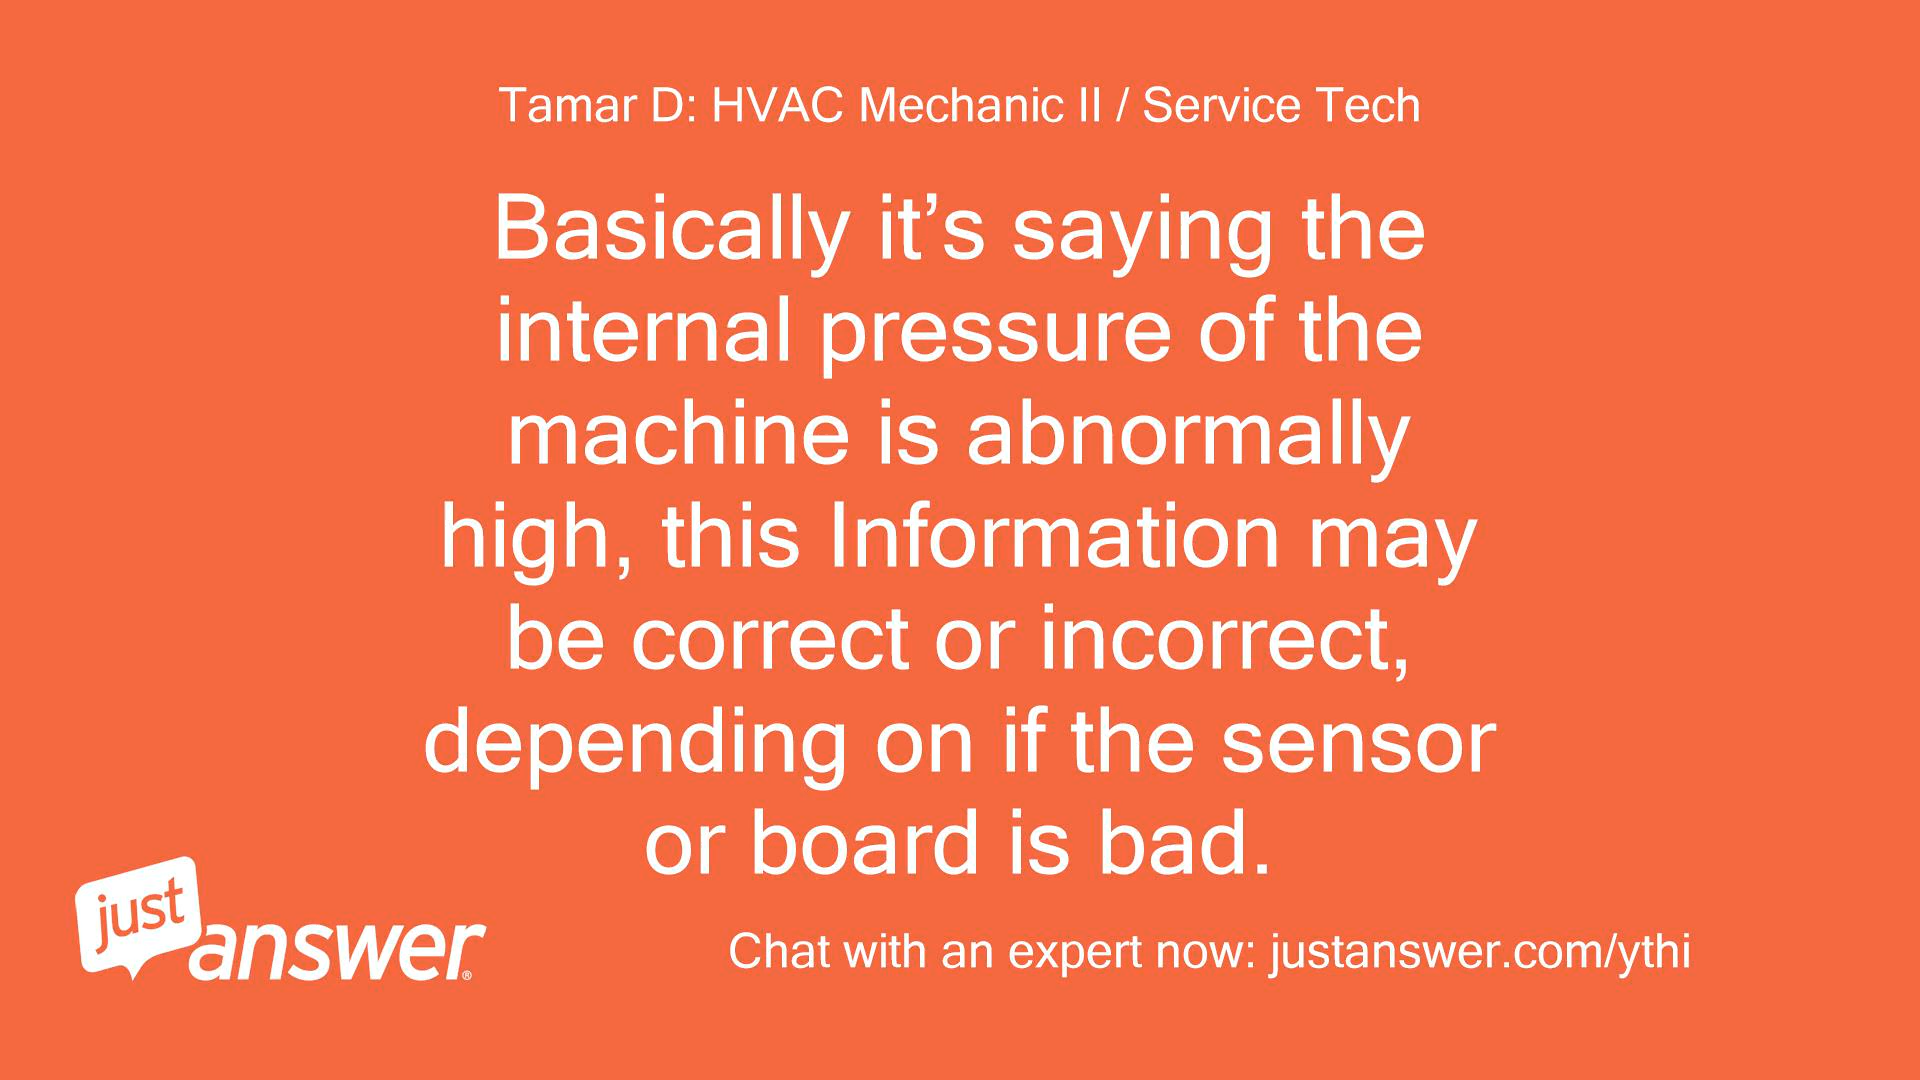 Tamar D: HVAC Mechanic II / Service Tech
Basically it’s saying the
internal pressure of the
machine is abnormally
high, this Information may
be correct or incorrect,
depending on if the sensor
or board is bad.
just
answer®
Chat with an expert now: justanswer.com/ythi